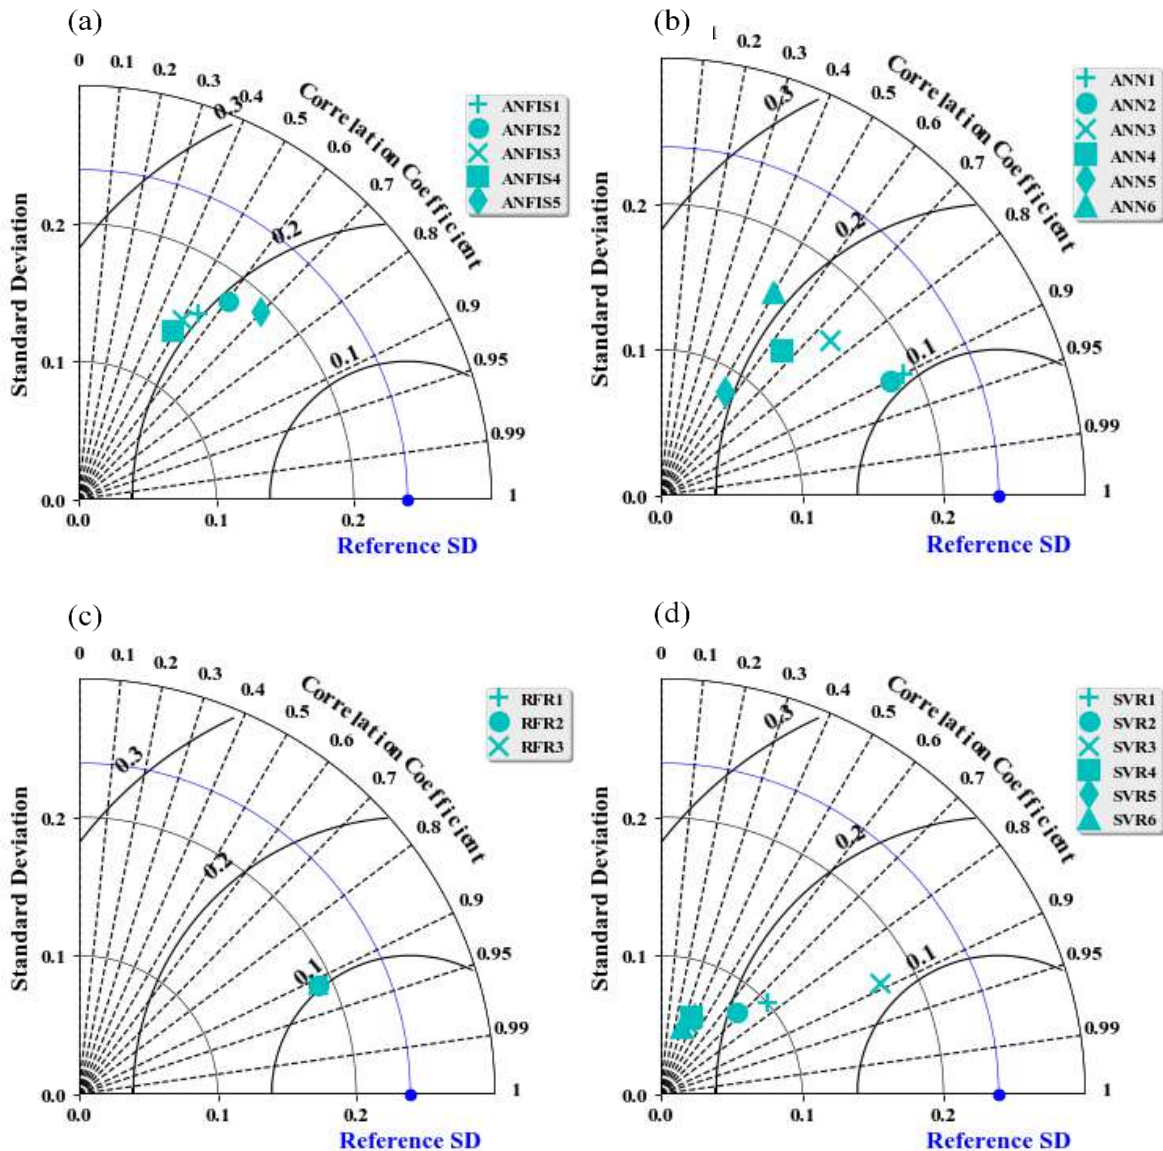 (a)
0
0.1
0.2
0.3
0.3
0.4
0.5
0.6
0.7
0.8
0.9
0.95
0.99
1
Correlation Coefficient
ANFIS1
ANFIS2
ANFIS3
ANFIS4
ANFIS5
0.2
0.1
Standard Deviation
0.2
0.1
0.0
0.0
0.1
0.2
Reference SD
(b)
0.2
0.3
0.4
0.5
0.6
0.7
0.8
0.9
0.95
0.99
1
Correlation Coefficient
ANN1
ANN2
ANN3
ANN4
ANN5
ANN6
0.3
0.2
0.1
Standard Deviation
0.2
0.1
0.0
0.0
0.1
0.2
Reference SD
(c)
0
0.1
0.2
0.3
0.4
0.5
0.6
0.7
0.8
0.9
0.95
0.99
1
Correlation Coefficient
RFR1
RFR2
RFR3
0.3
0.2
0.1
Standard Deviation
0.2
0.1
0.0
0.0
0.1
0.2
Reference SD
(d)
0
0.1
0.2
0.3
0.4
0.5
0.6
0.7
0.8
0.9
0.95
0.99
1
Correlation Coefficient
SVR1
SVR2
SVR3
SVR4
SVR5
SVR6
0.3
0.2
0.1
Standard Deviation
0.2
0.1
0.0
0.0
0.1
0.2
Reference SD